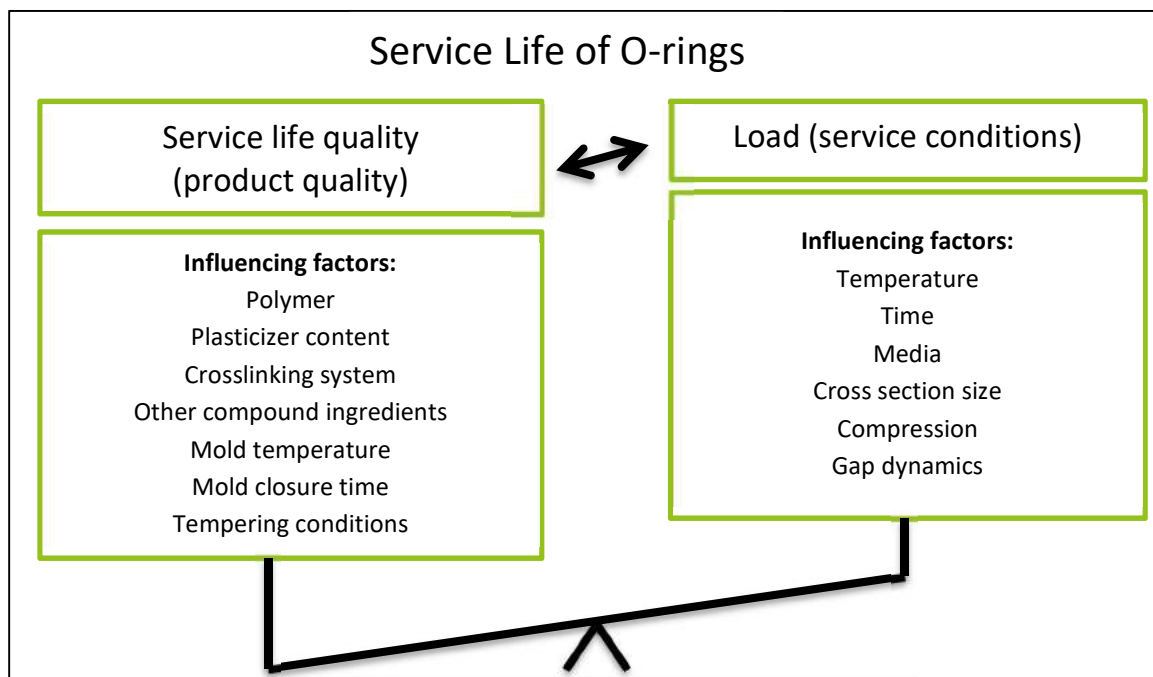 Service Life of O-rings
Service life quality
(product quality)
Influencing factors:
Polymer
Plasticizer content
Crosslinking system
Other compound ingredients
Mold temperature
Mold closure time
Tempering conditions
Load (service conditions)
Influencing factors:
Temperature
Time
Media
Cross section size
Compression
Gap dynamics